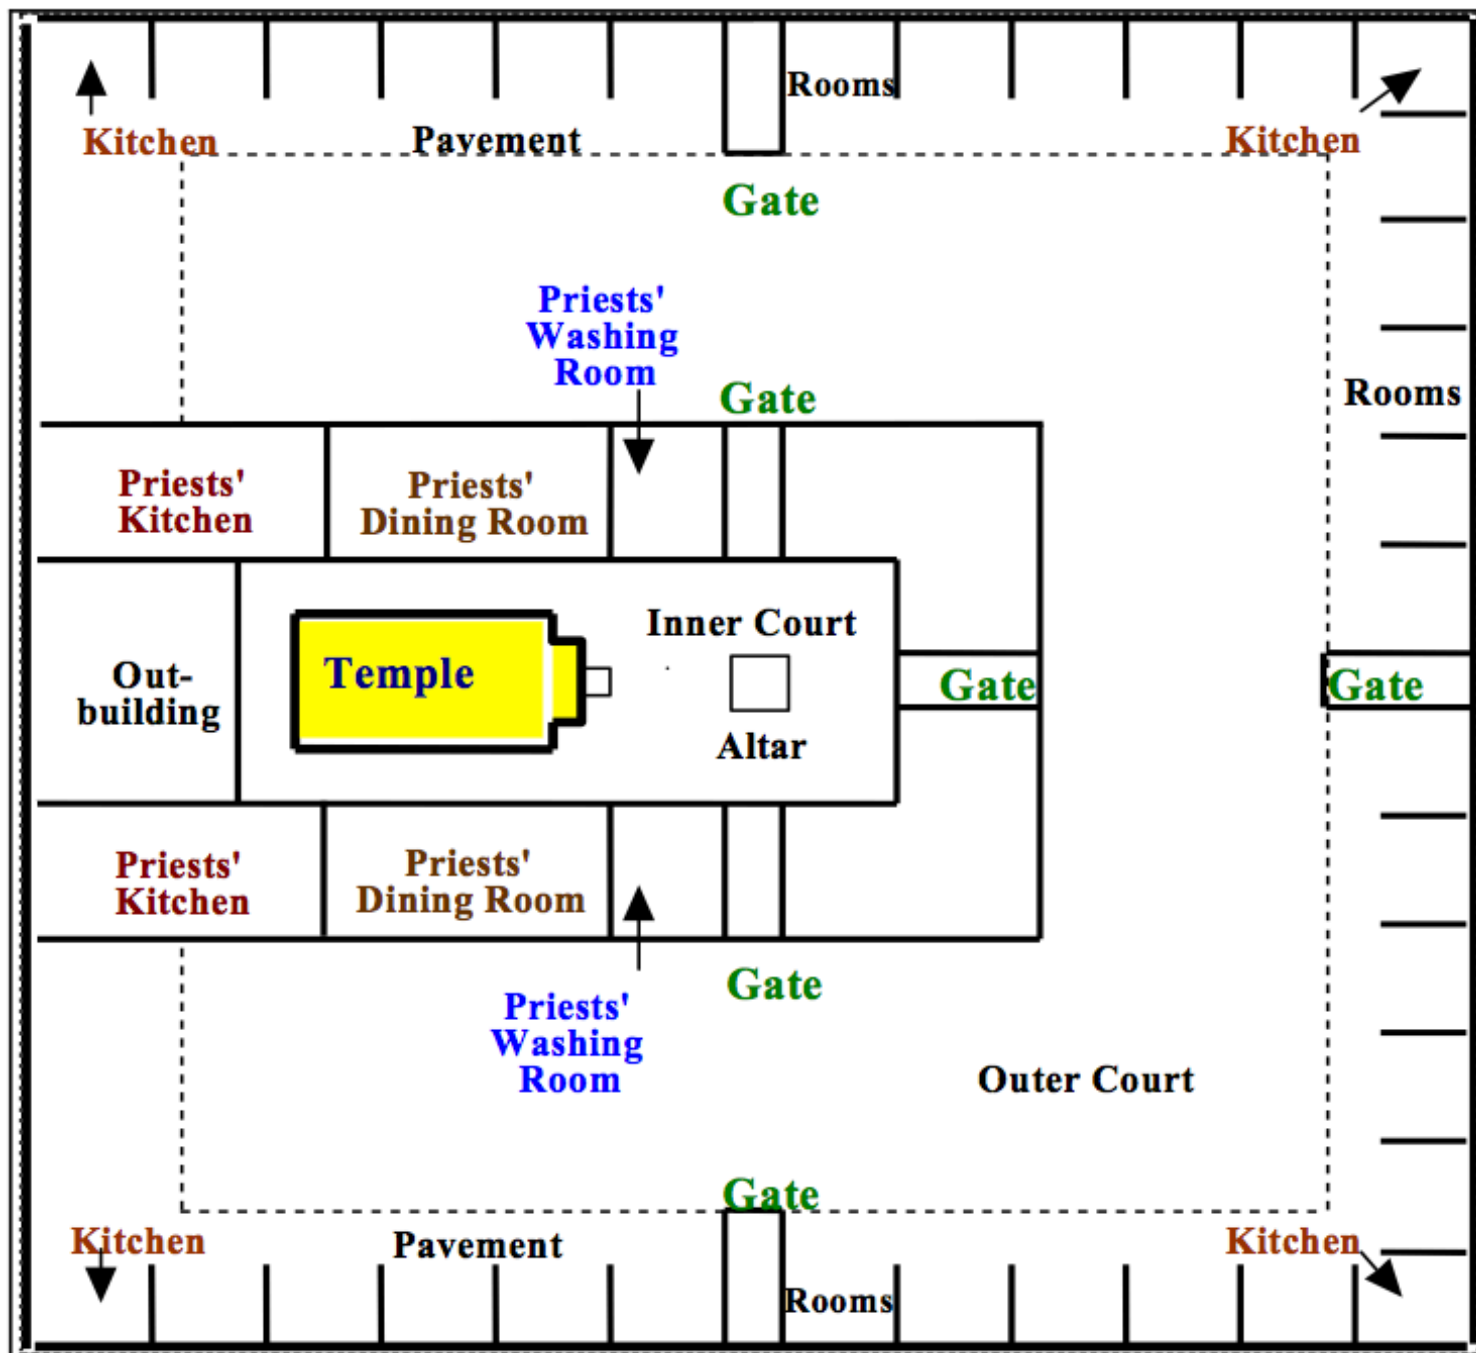 Rooms
Kitchen
Pavement
Kitchen
Gate
Priests'
Washing
Room
Gate
Rooms
Priests'
Kitchen
Priests'
Dining Room
Inner Court
Out-
building
Temple
Gate
Gate
Altar
Priests'
Kitchen
Priests'
Dining Room
Gate
Priests'
Washing
Room
Outer Court
Gate
Kitchen
Pavement
Kitchen
Rooms